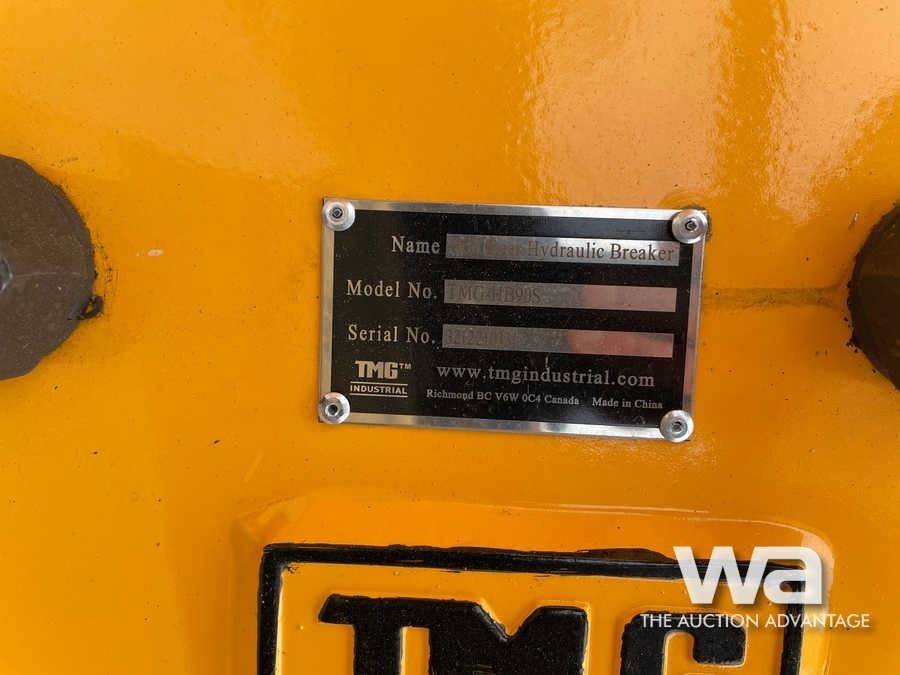 Name Hydraulic Breaker
Model No. TMG-HB90S
Serial No.
TMG™
INDUSTRIAL
www.tmgindustrial.com
Richmond BC V6W 0C4 Canada Made in China
TMG
wa
THE AUCTION ADVANTAGE